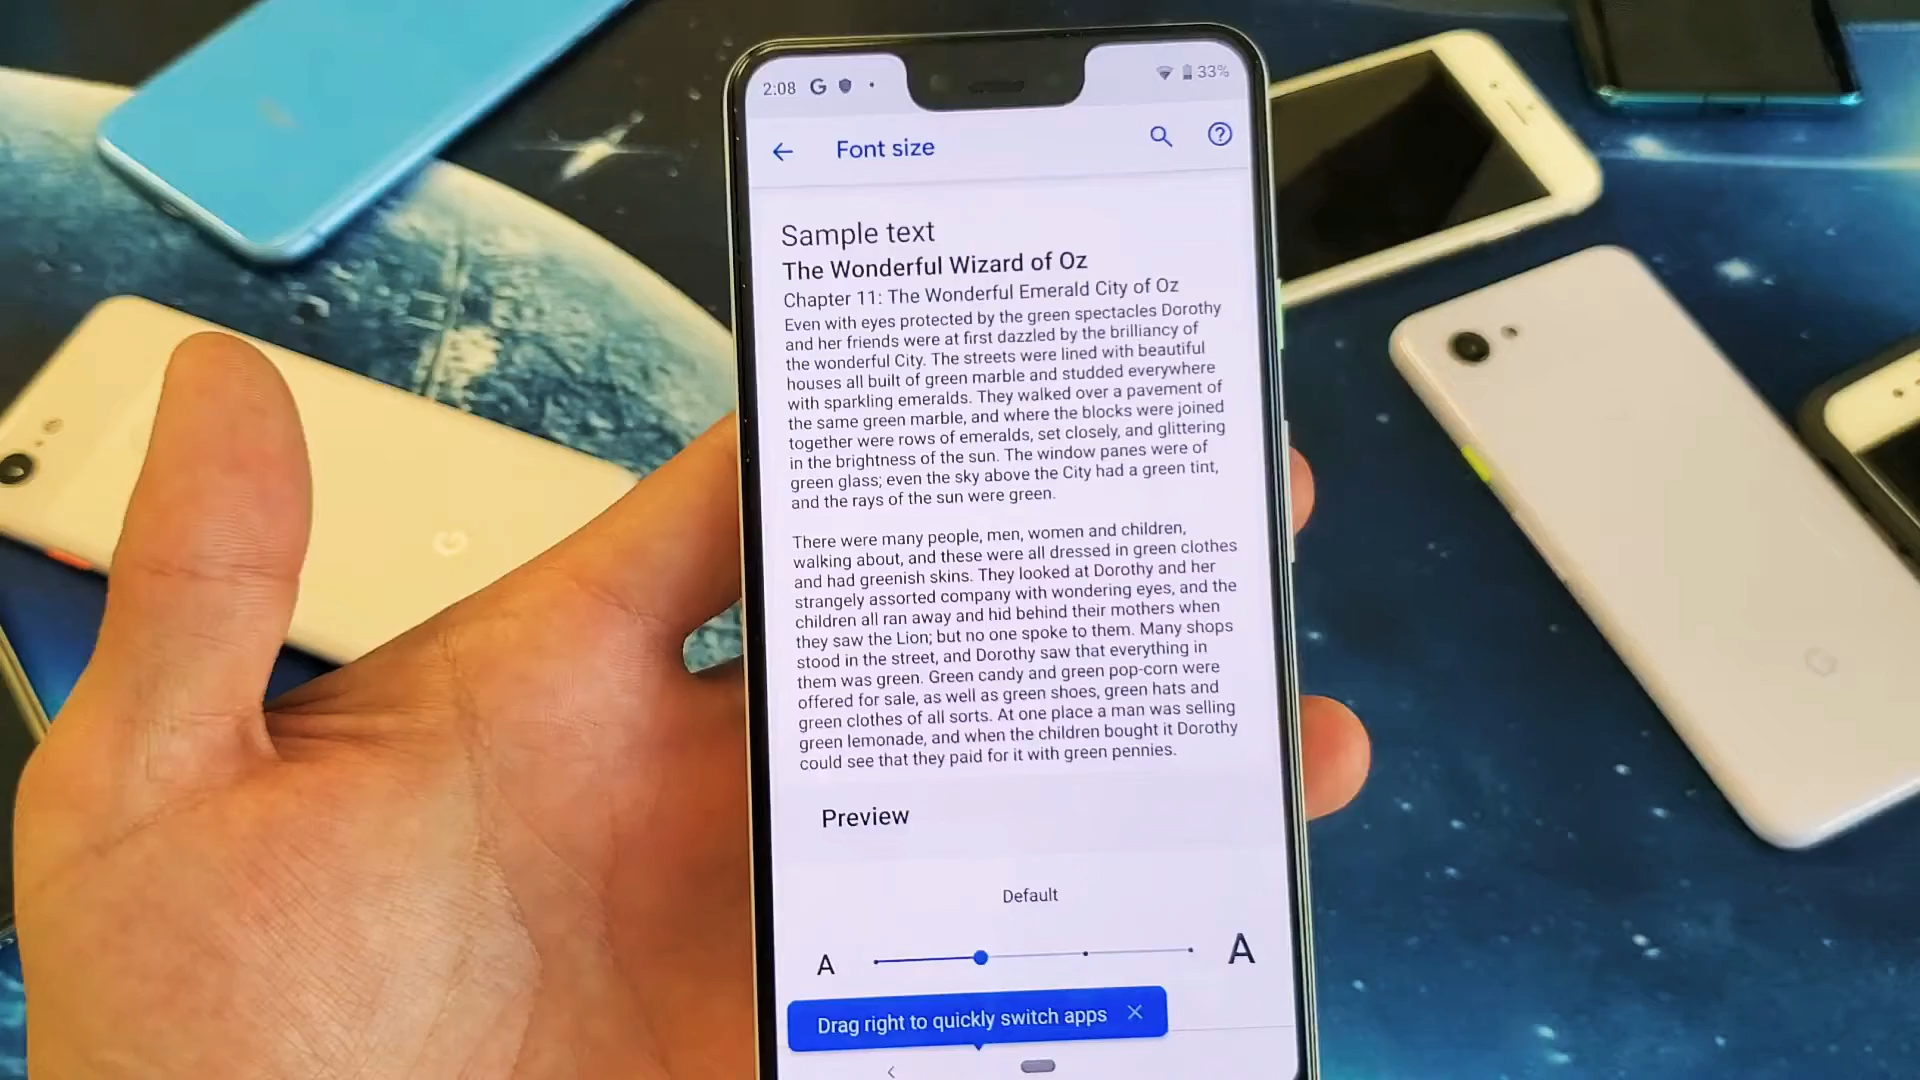 2:08 G 33%
Font size
Sample text
The Wonderful Wizard of Oz
Chapter 11: The Wonderful Emerald City of Oz
Even with eyes protected by the green spectacles Dorothy
and her friends were at first dazzled by the brilliancy of
the wonderful City. The streets were lined with beautiful
houses all built of green marble and studded everywhere
with sparkling emeralds. They walked over a pavement of
the same green marble, and where the blocks were joined
together were rows of emeralds, set closely, and glittering
in the brightness of the sun. The window panes were of
green glass; even the sky above the City had a green tint,
and the rays of the sun were green.
There were many people, men, women and children,
walking about, and these were all dressed in green clothes
and had greenish skins. They looked at Dorothy and her
strangely assorted company with wondering eyes, and the
children all ran away and hid behind their mothers when
they saw the Lion; but no one spoke to them. Many shops
stood in the street, and Dorothy saw that everything in
them was green. Green candy and green pop-corn were
offered for sale, as well as green shoes, green hats and
green clothes of all sorts. At one place a man was selling
green lemonade, and when the children bought it Dorothy
could see that they paid for it with green pennies.
Preview
Default
A A
Drag right to quickly switch apps